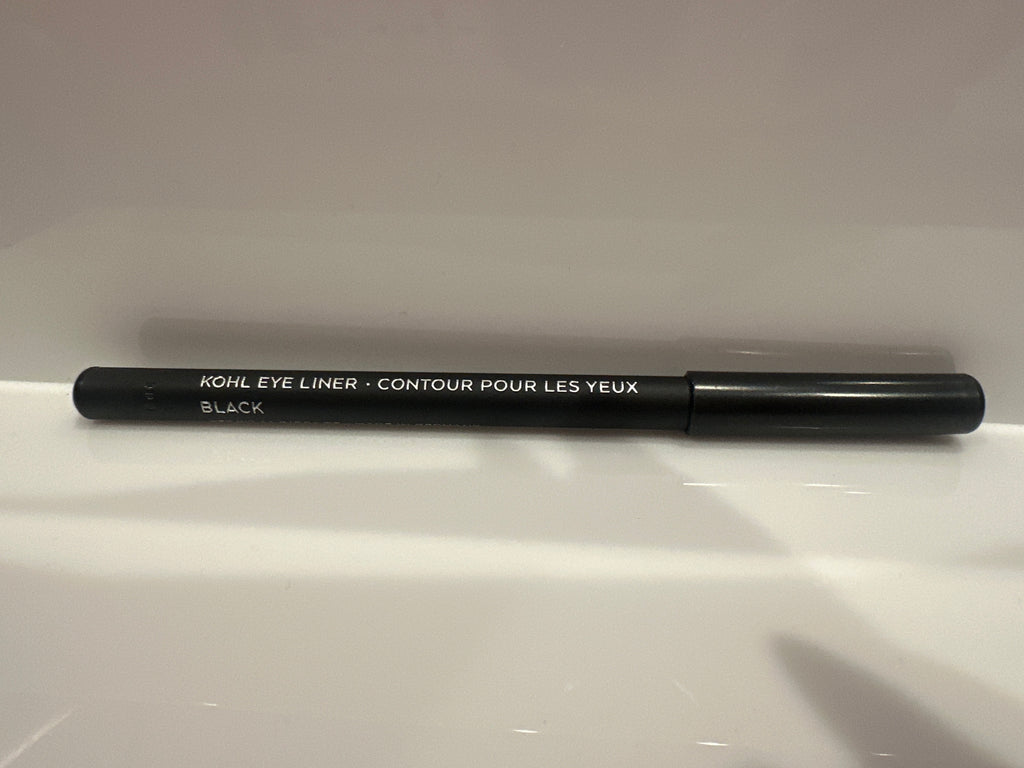 KOHL EYE LINER · CONTOUR POUR LES YEUX
BLACK